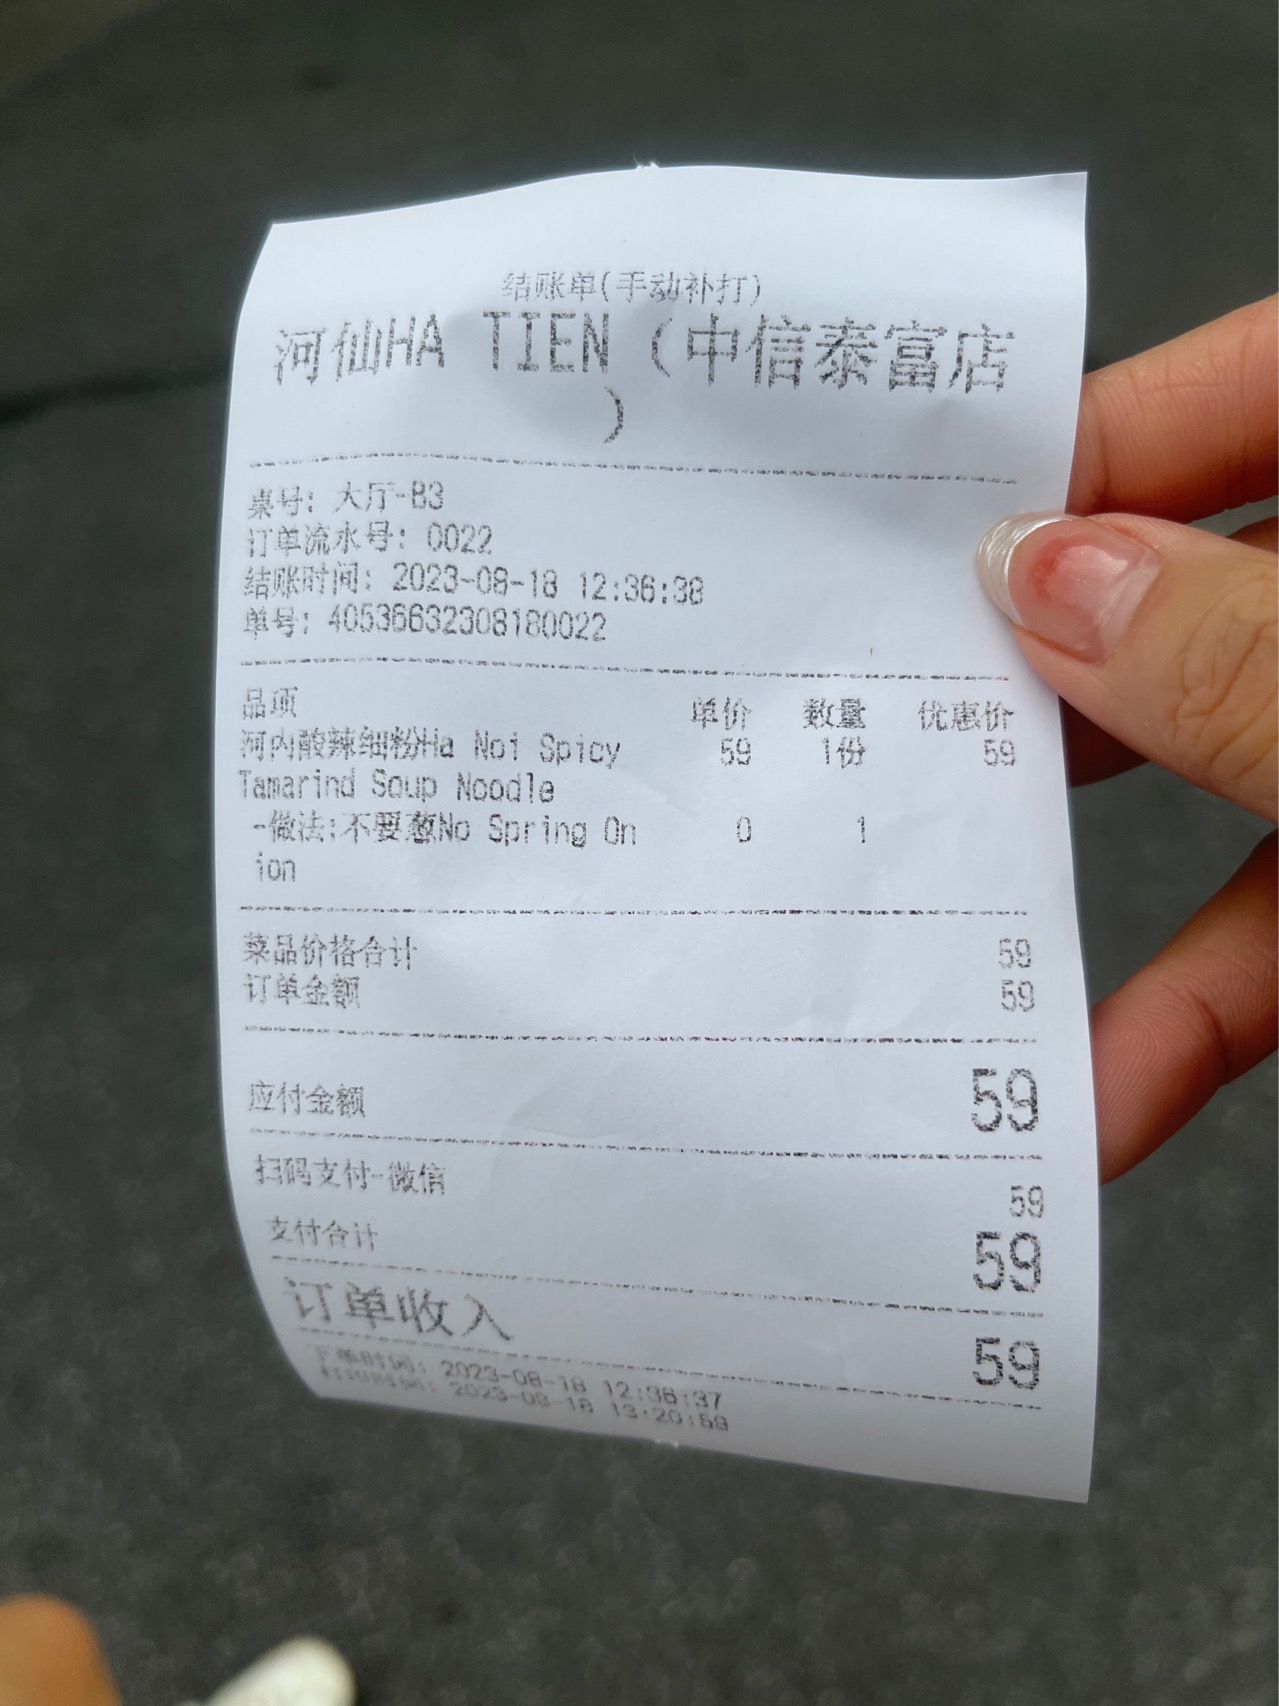 结账单(手动补打)
河仙HA TIEN（中信泰富店
）
桌号: 大厅-B3
订单流水号: 0022
结账时间: 2023-08-18 12:36:38
单号: 40536632308180022
品项 单价 数量 优惠价
河内酸辣细粉Ha Noi Spicy 59 1份 59
Tamarind Soup Noodle
-做法:不要葱No Spring On 0 1
ion
菜品价格合计 59
订单金额 59
应付金额 59
扫码支付-微信 59
支付合计 59
订单收入 59
下单时间: 2023-08-18 12:36:37
2023-08-18 13:20:59